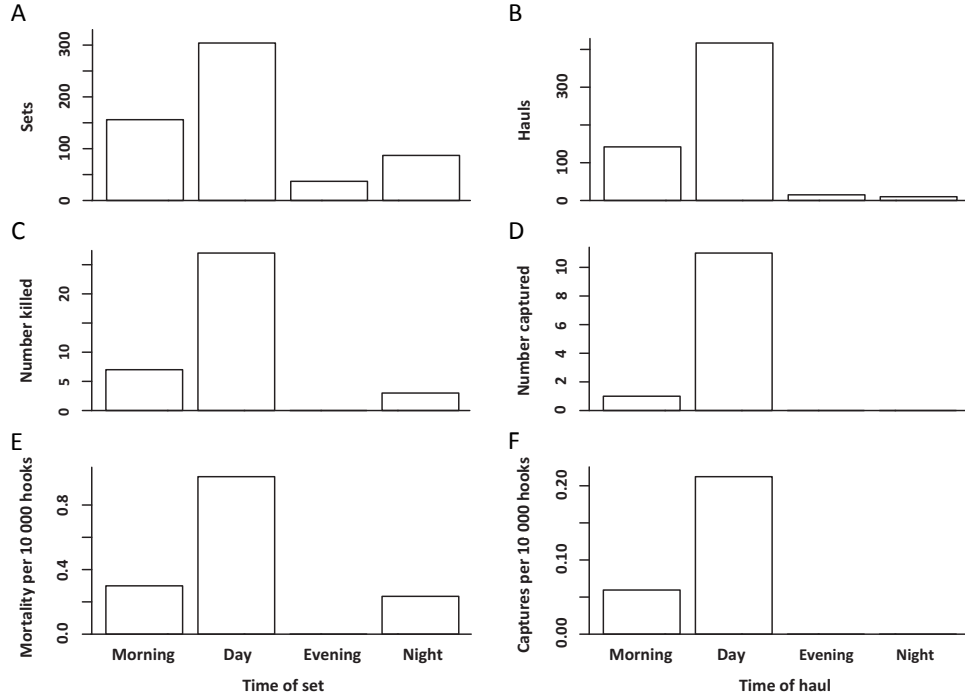 A
Sets
0
100
200
300
B
Hauls
0
100
200
400
C
Number killed
0
5
10
20
D
Number captured
0
2
4
6
8
10
E
Mortality per 10 000 hooks
0.0
0.4
0.8
Morning Day Evening Night
Time of set
F
Captures per 10 000 hooks
0.00
0.10
0.20
Morning Day Evening Night
Time of haul